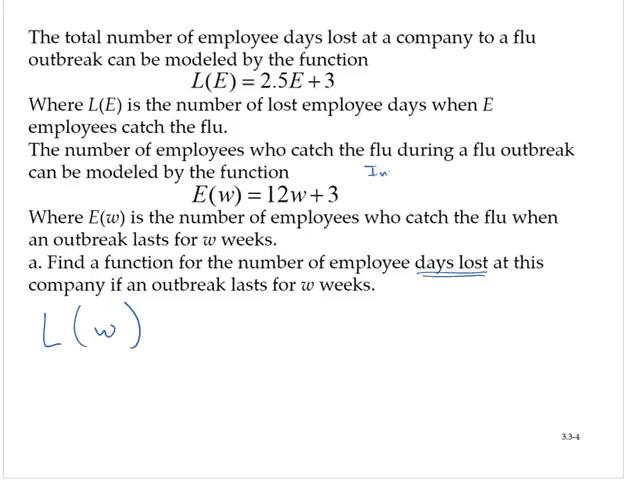 The total number of employee days lost at a company to a flu
outbreak can be modeled by the function
L(E) = 2.5E + 3
Where L(E) is the number of lost employee days when E
employees catch the flu.
The number of employees who catch the flu during a flu outbreak
can be modeled by the function In
E(w) = 12w + 3
Where E(w) is the number of employees who catch the flu when
an outbreak lasts for w weeks.
a. Find a function for the number of employee days lost at this
company if an outbreak lasts for w weeks.
L(w)
3.3-4